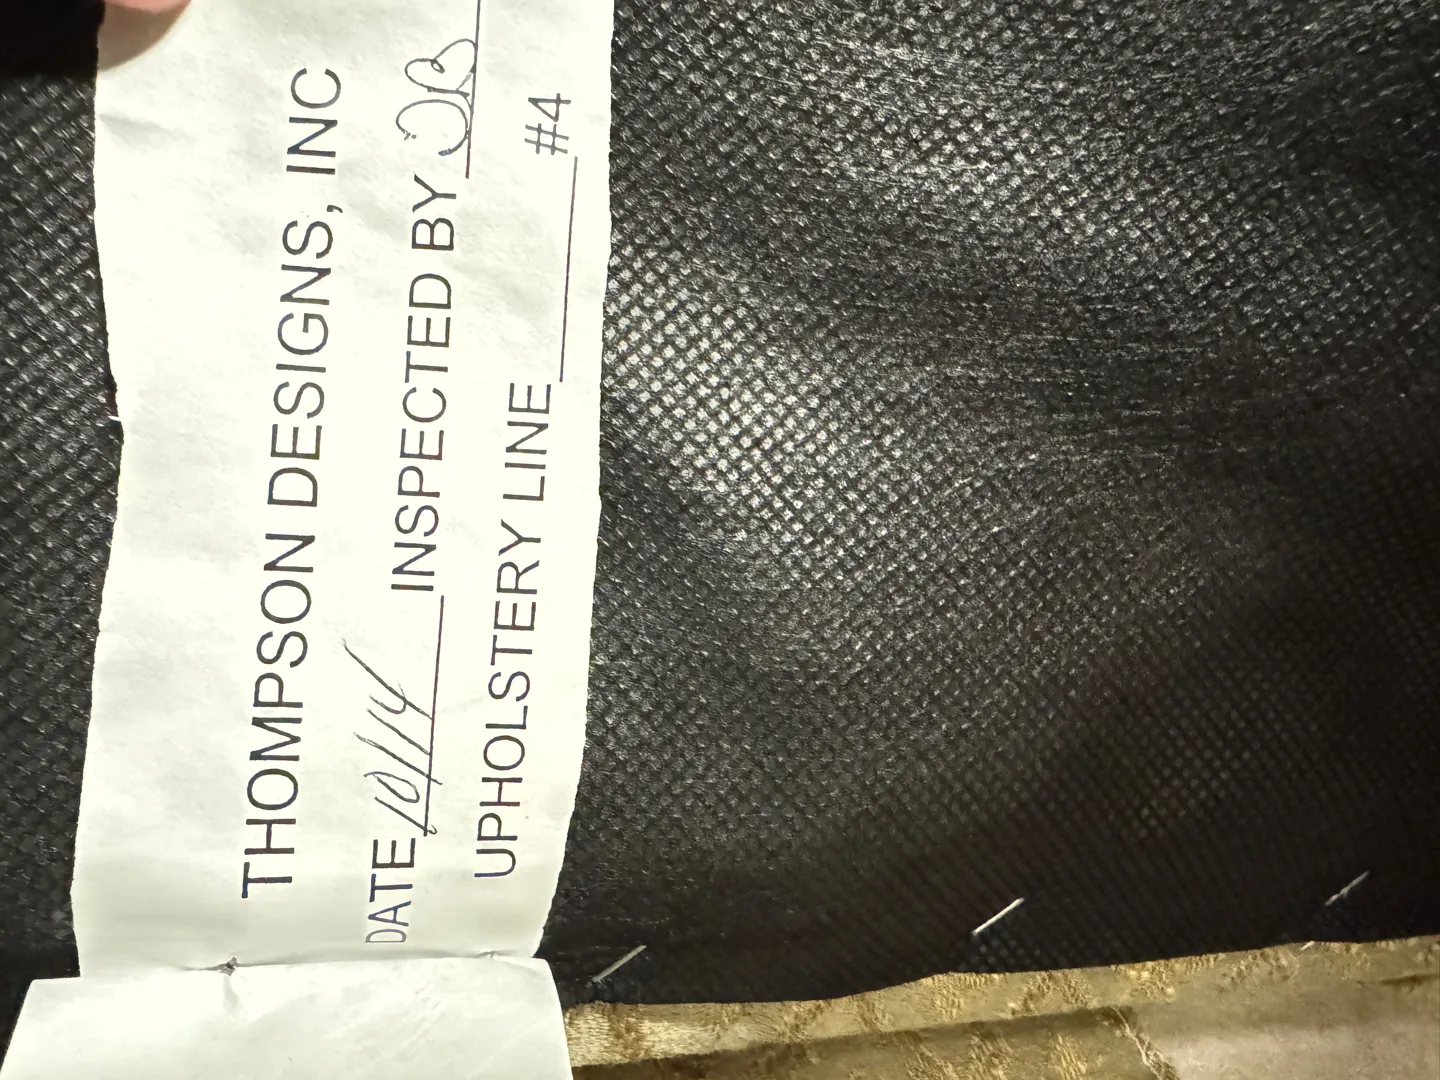 THOMPSON DESIGNS, INC
DATE 10/14 INSPECTED BY
UPHOLSTERY LINE #4